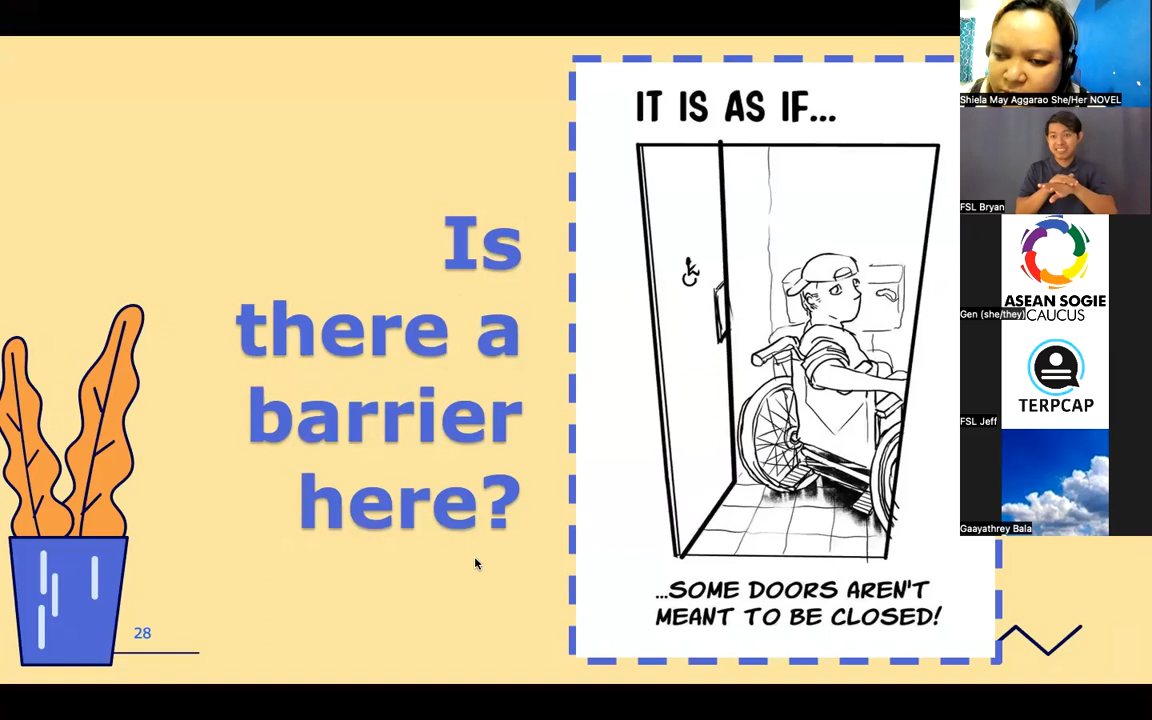 Is
there a
barrier
here?
28
IT IS AS IF...
...SOME DOORS AREN'T
MEANT TO BE CLOSED!
Shiela May Aggarao She/Her NOVEL
FSL Bryan
ASEAN SOGIE
CAUCUS
Gen (she/they)
TERPCAP
FSL Jeff
Gaayathrey Bala